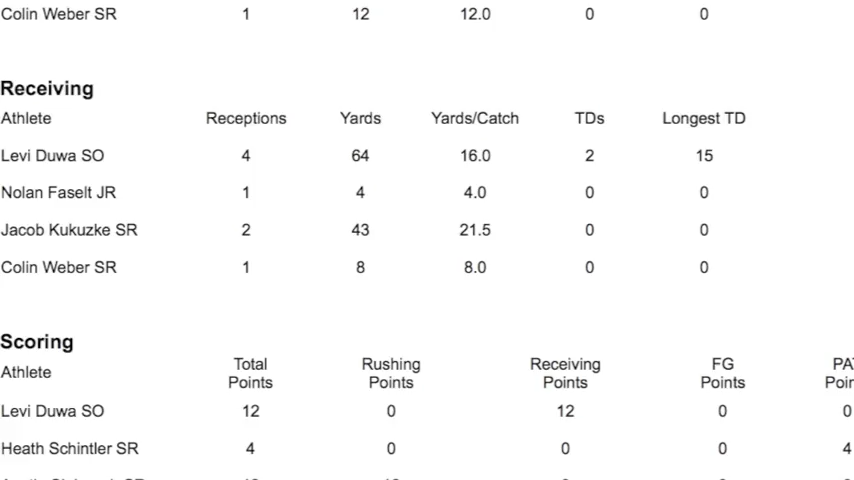 Colin Weber SR 1 12 12.0 0 0
Receiving
Athlete Receptions Yards Yards/Catch TDs Longest TD
Levi Duwa SO 4 64 16.0 2 15
Nolan Faselt JR 1 4 4.0 0 0
Jacob Kukuzke SR 2 43 21.5 0 0
Colin Weber SR 1 8 8.0 0 0
Scoring
Athlete Total Points Rushing Points Receiving Points FG Points
Levi Duwa SO 12 0 12 0 0
Heath Schintler SR 4 0 0 0 4